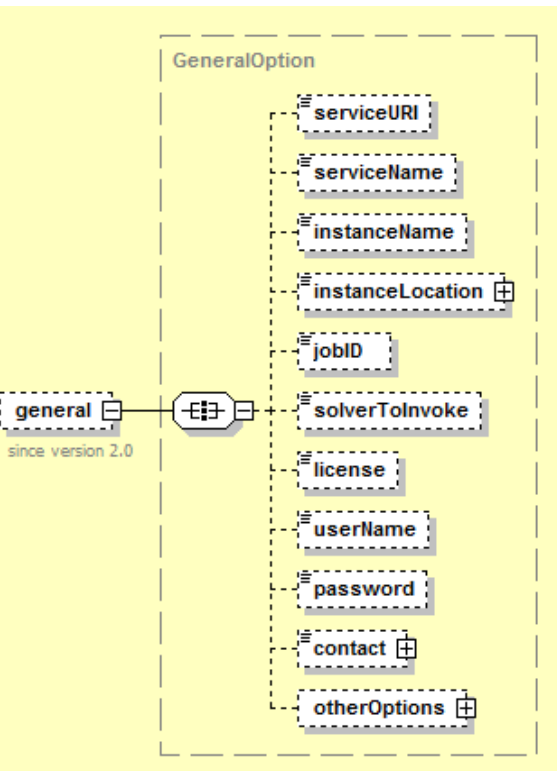 GeneralOption
serviceURI
serviceName
instanceName
instanceLocation
jobID
general
solverToInvoke
since version 2.0
license
userName
password
contact
otherOptions